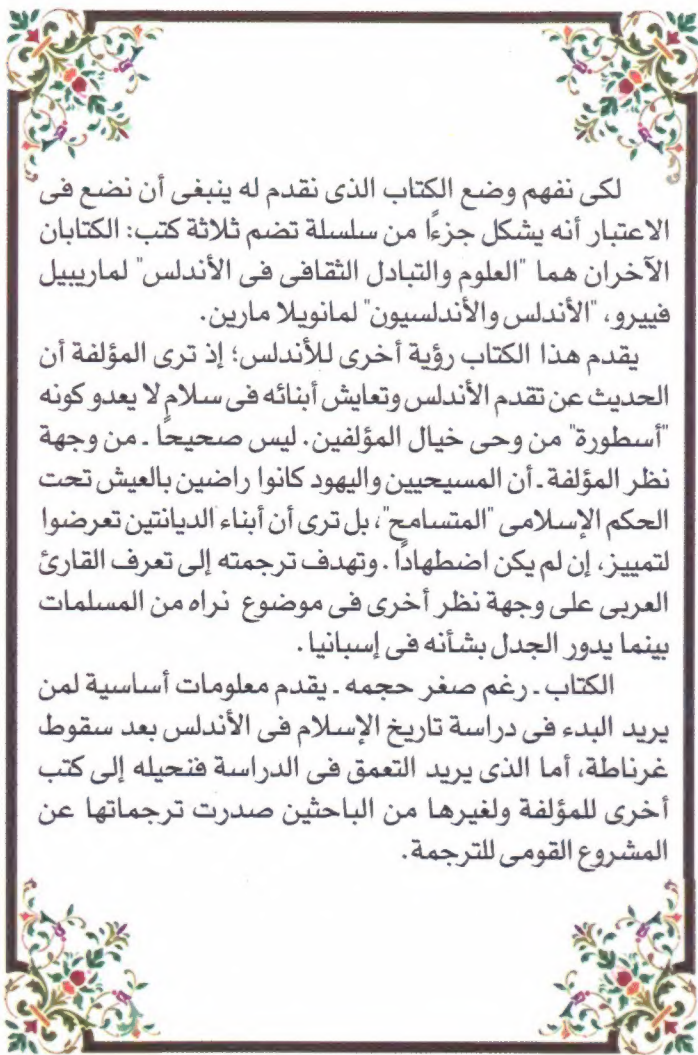 لكى نفهم وضع الكتاب الذى نقدم له ينبغى أن نضع فى
الاعتبار أنه يشكل جزءًا من سلسلة تضم ثلاثة كتب: الكتابان
الآخران هما "العلوم والتبادل الثقافى فى الأندلس" لماريبيل
فييرو، "الأندلس والأندلسيون" لمانويلا مارين.
يقدم هذا الكتاب رؤية أخرى للأندلس؛ إذ ترى المؤلفة أن
الحديث عن تقدم الأندلس وتعايش أبنائه فى سلام لا يعدو كونه
"أسطورة" من وحى خيال المؤلفين. ليس صحيحًا ـ من وجهة
نظر المؤلفة ـ أن المسيحيين واليهود كانوا راضين بالعيش تحت
الحكم الإسلامى "المتسامح"، بل ترى أن أبناء الديانتين تعرضوا
لتمييز، إن لم يكن اضطهادًا. وتهدف ترجمته إلى تعرف القارئ
العربى على وجهة نظر أخرى فى موضوع نراه من المسلمات
بينما يدور الجدل بشأنه فى إسبانيا.
الكتاب ـ رغم صغر حجمه ـ يقدم معلومات أساسية لمن
يريد البدء فى دراسة تاريخ الإسلام فى الأندلس بعد سقوط
غرناطة، أما الذى يريد التعمق فى الدراسة فنحيله إلى كتب
أخرى للمؤلفة ولغيرها من الباحثين صدرت ترجماتها عن
المشروع القومى للترجمة.